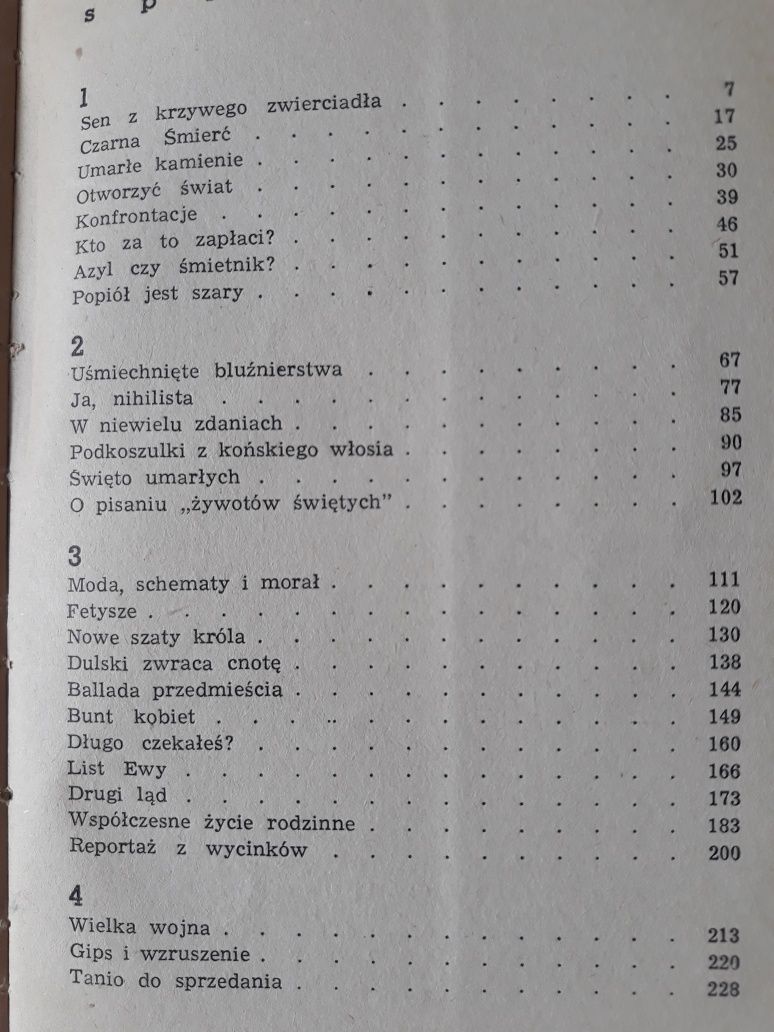 s p
1
Sen z krzywego zwierciadła . . . . . . . . 7
Czarna Śmierć . . . . . . . . . . . . 17
Umarłe kamienie . . . . . . . . . . . . 25
Otworzyć świat . . . . . . . . . . . . 30
Konfrontacje . . . . . . . . . . . . . 39
Kto za to zapłaci? . . . . . . . . . . . 46
Azyl czy śmietnik? . . . . . . . . . . . 51
Popiół jest szary . . . . . . . . . . . . 57
2
Uśmiechnięte bluźnierstwa . . . . . . . . . 67
Ja, nihilista . . . . . . . . . . . . . 77
W niewielu zdaniach . . . . . . . . . . . 85
Podkoszulki z końskiego włosia . . . . . . . . 90
Święto umarłych . . . . . . . . . . . . 97
O pisaniu „żywotów świętych” . . . . . . . . 102
3
Moda, schematy i morał . . . . . . . . . . 111
Fetysze . . . . . . . . . . . . . . . 120
Nowe szaty króla . . . . . . . . . . . . 130
Dulski zwraca cnotę . . . . . . . . . . . 138
Ballada przedmieścia . . . . . . . . . . . 144
Bunt kobiet . . . . . . . . . . . . . 149
Długo czekałeś? . . . . . . . . . . . . 160
List Ewy . . . . . . . . . . . . . . 166
Drugi ląd . . . . . . . . . . . . . . 173
Współczesne życie rodzinne . . . . . . . . . 183
Reportaż z wycinków . . . . . . . . . . 200
4
Wielka wojna . . . . . . . . . . . . . 213
Gips i wzruszenie . . . . . . . . . . . . 220
Tanio do sprzedania . . . . . . . . . . . 228